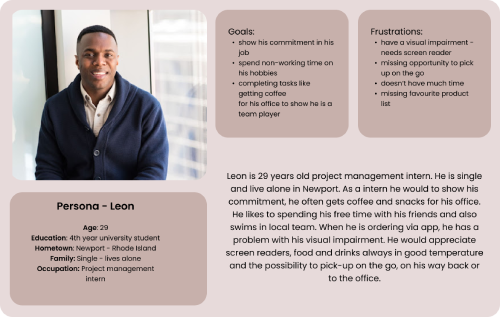 Goals:
• show his commitment in his
job
• spend non-working time on
his hobbies
• completing tasks like
getting coffee
for his office to show he is a
team player
Frustrations:
• have a visual impairment -
needs screen reader
• missing opportunity to pick
up on the go
• doesn't have much time
• missing favourite product
list
Persona - Leon
Age: 29
Education: 4th year university student
Hometown: Newport - Rhode Island
Family: Single - lives alone
Occupation: Project management
intern
Leon is 29 years old project management intern. He is single
and live alone in Newport. As a intern he would to show his
commitment, he often gets coffee and snacks for his office.
He likes to spending his free time with his friends and also
swims in local team. When he is ordering via app, he has a
problem with his visual impairment. He would appreciate
screen readers, food and drinks always in good temperature
and the possibility to pick-up on the go, on his way back or
to the office.